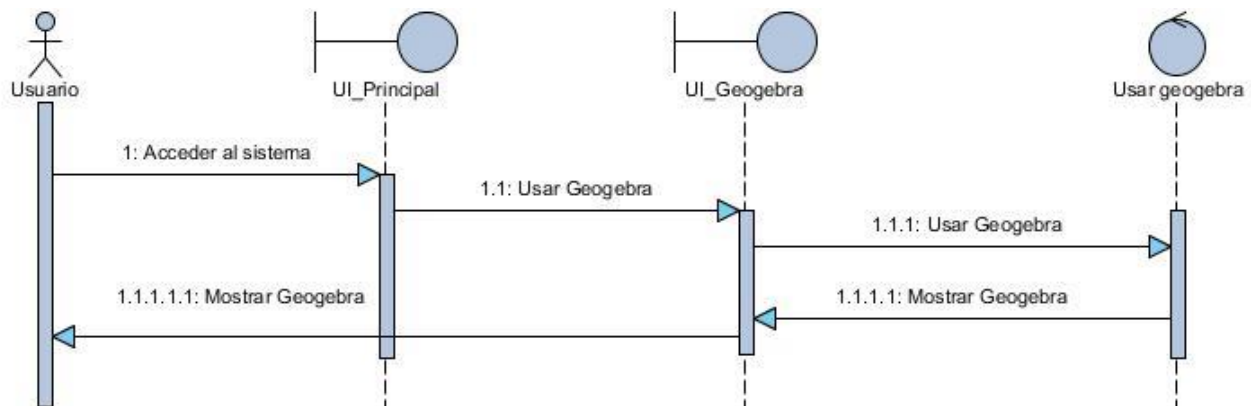 Usuario
UI_Principal
UI_Geogebra
Usar geogebra
1: Acceder al sistema
1.1: Usar Geogebra
1.1.1: Usar Geogebra
1.1.1.1.1: Mostrar Geogebra
1.1.1.1: Mostrar Geogebra